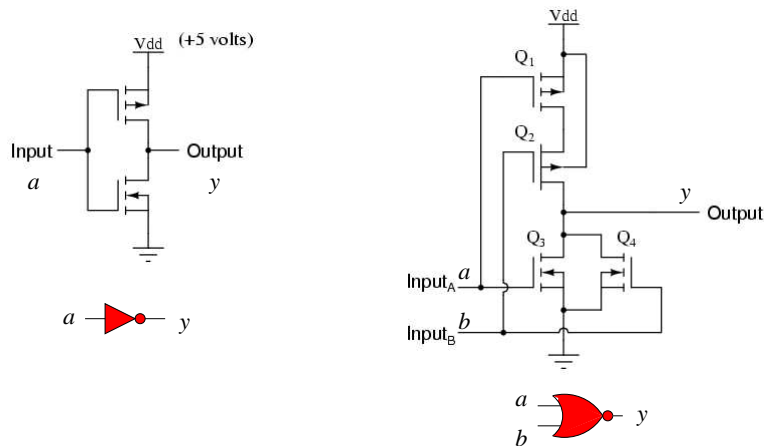 Vdd (+5 volts)
Input
a
Output
y
a
y
Vdd
Q1
Q2
y
Output
Q3
Q4
InputA a
InputB b
a
b
y